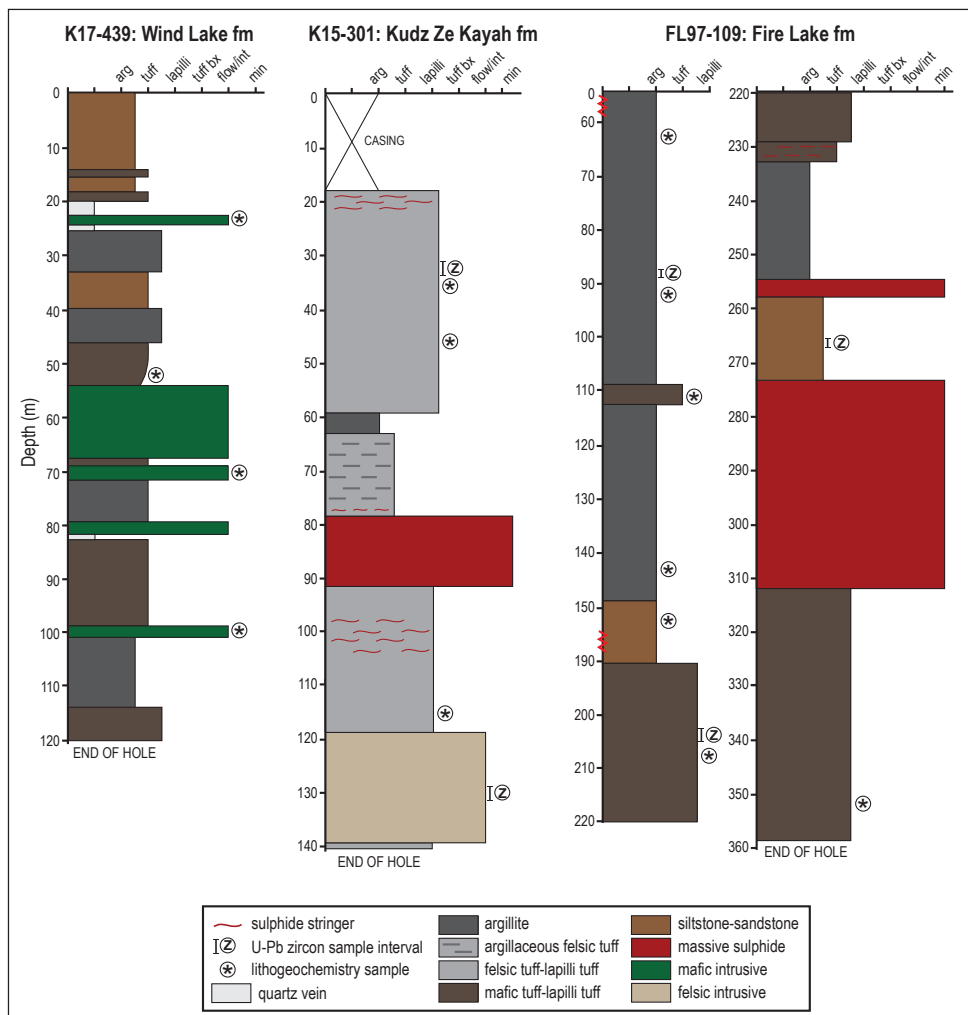 K17-439: Wind Lake fm
arg tuff lapilli tuff bx flow/int min
Depth (m)
0
10
20
30
40
50
60
70
80
90
100
110
120
END OF HOLE
K15-301: Kudz Ze Kayah fm
arg tuff lapilli tuff bx flow/int min
0
10
20
30
40
50
60
70
80
90
100
110
120
130
140
CASING
Z
Z
END OF HOLE
FL97-109: Fire Lake fm
arg tuff lapilli
0
60
70
80
90
100
110
120
130
140
150
190
200
210
220
Z
Z
arg tuff lapilli tuff bx flow/int min
220
230
240
250
260
270
280
290
300
310
320
330
340
350
360
Z
END OF HOLE
sulphide stringer
Z U-Pb zircon sample interval
lithogeochemistry sample
quartz vein
argillite
argillaceous felsic tuff
felsic tuff-lapilli tuff
mafic tuff-lapilli tuff
siltstone-sandstone
massive sulphide
mafic intrusive
felsic intrusive